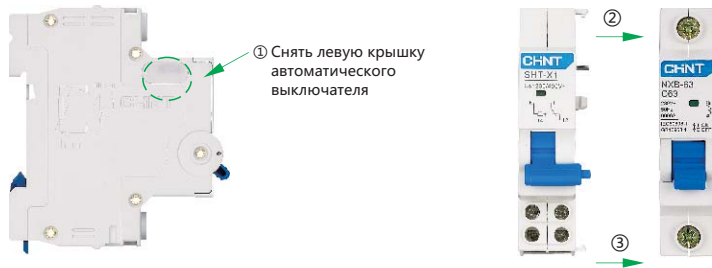 ① Снять левую крышку
автоматического
выключателя
②
CHNT
SHT-X1
CHNT
NXB-63
C63
③